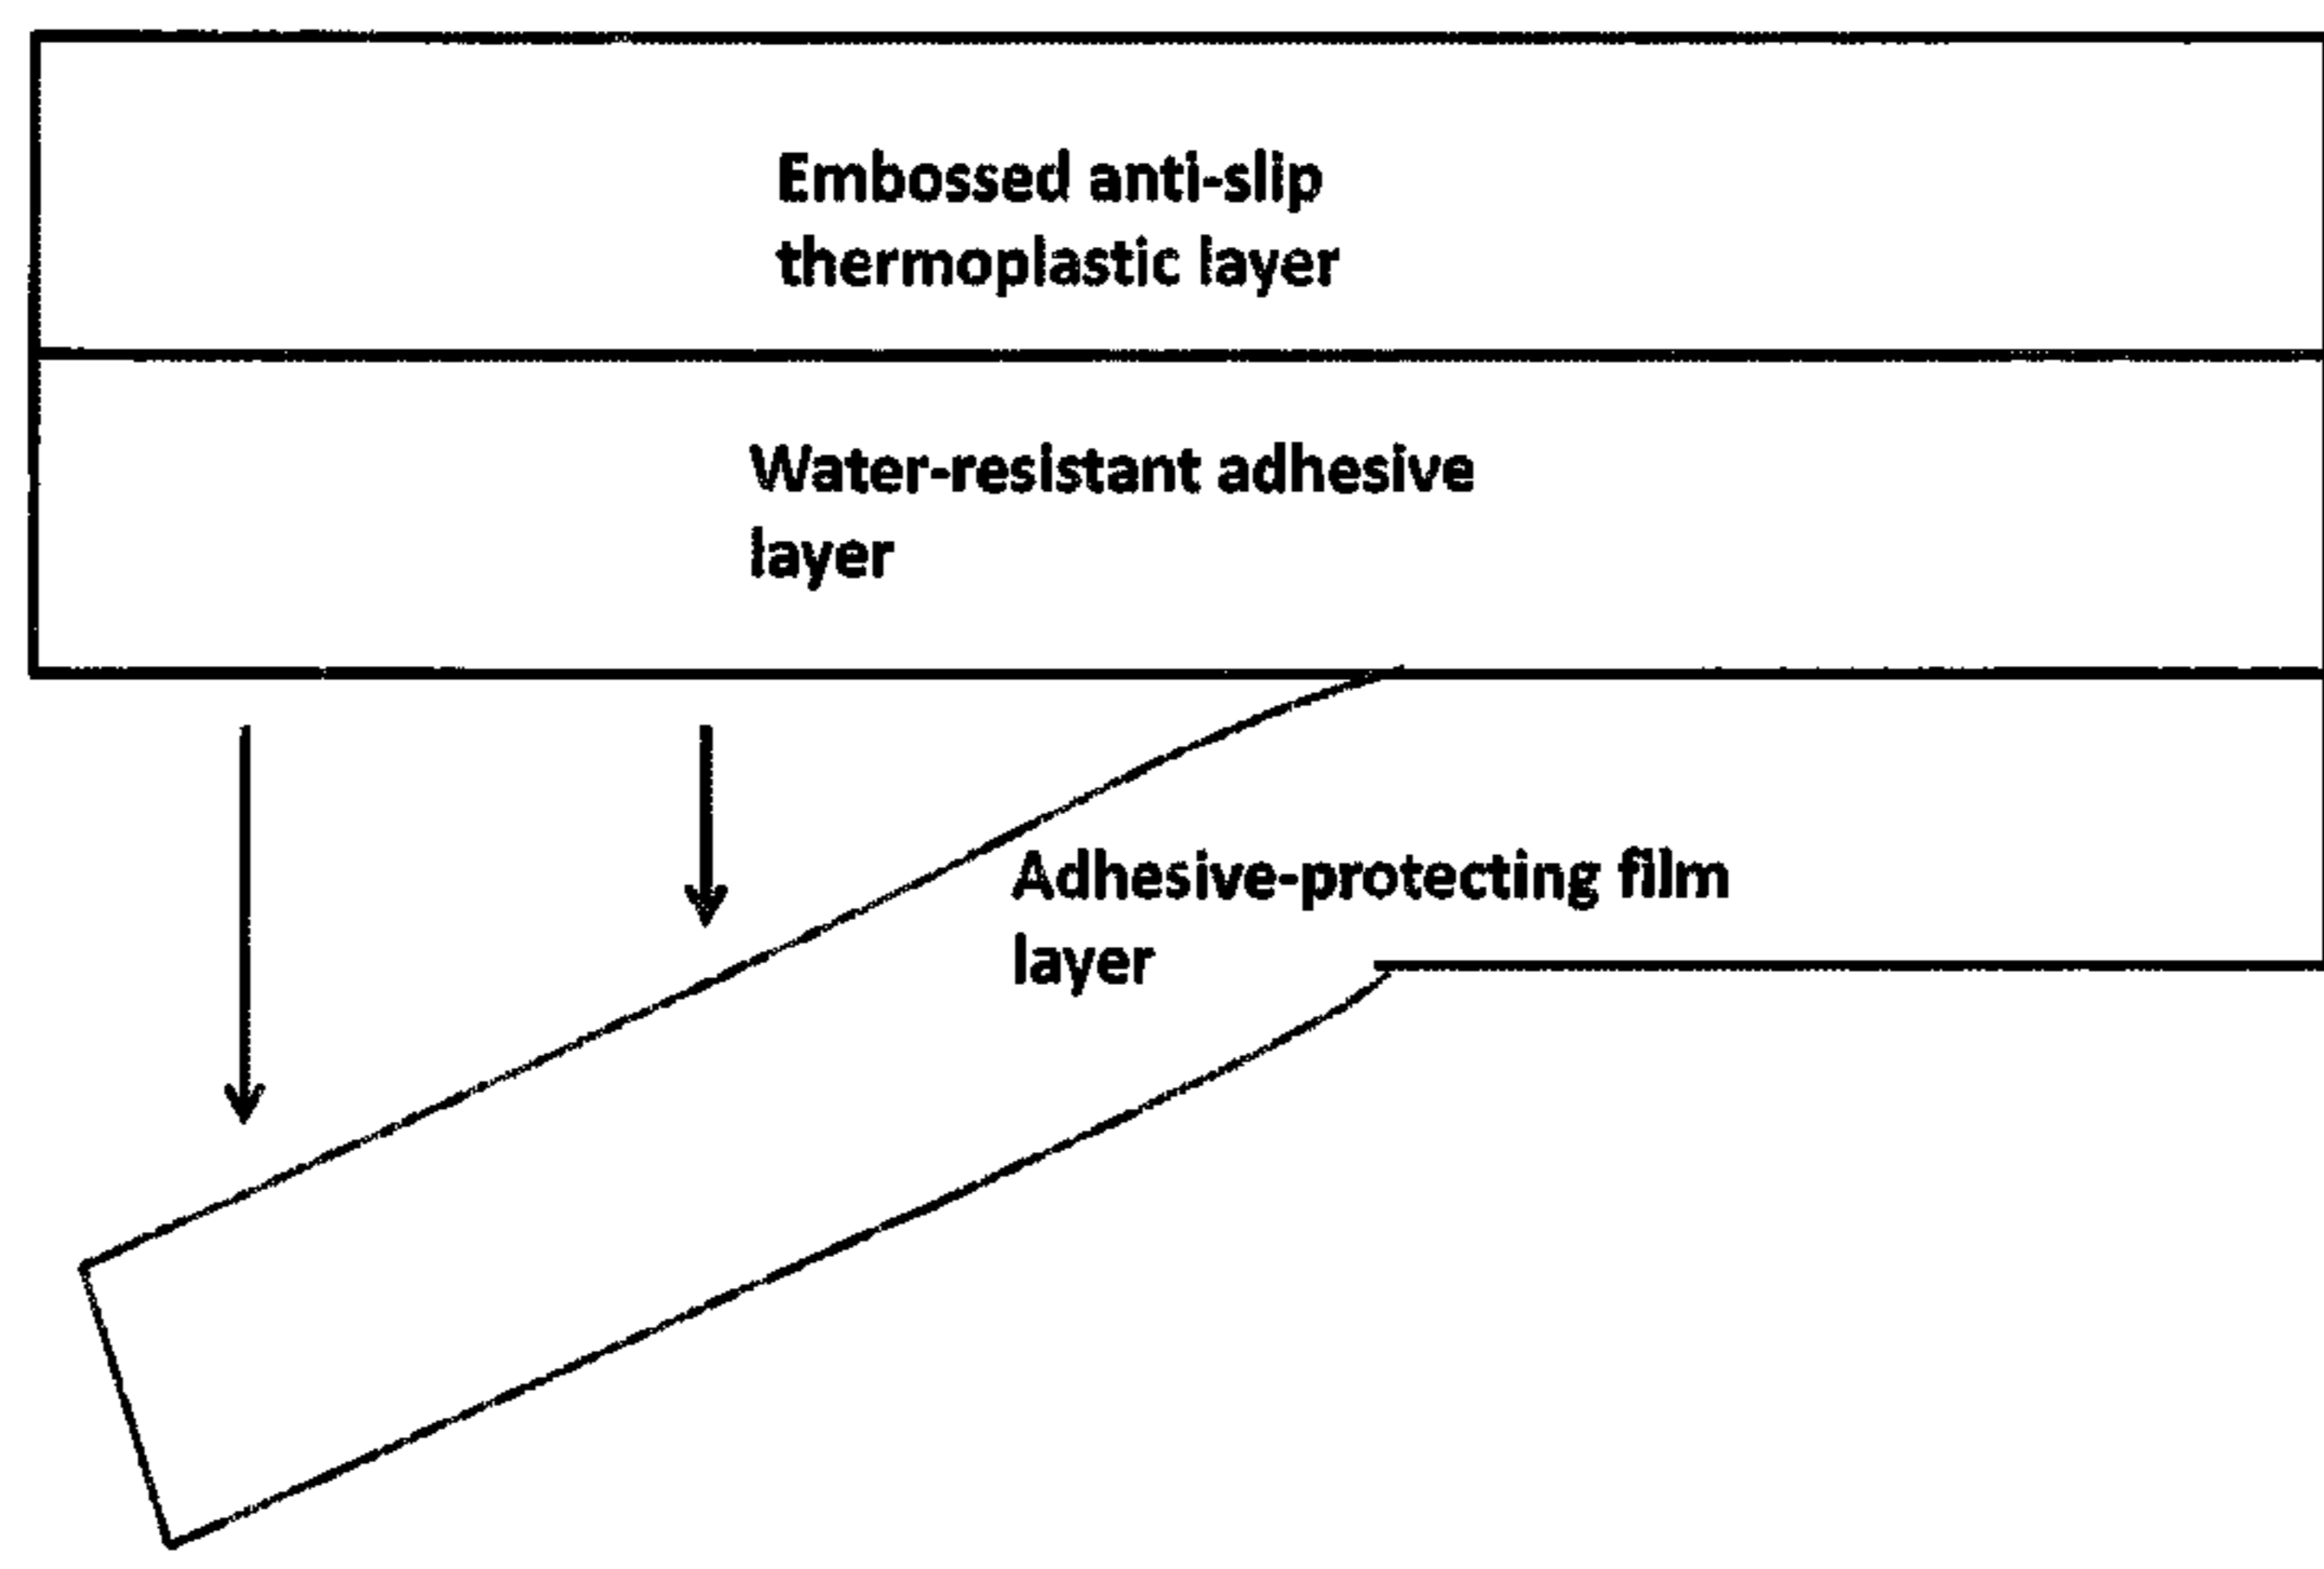 Embossed anti-slip
thermoplastic layer
Water-resistant adhesive
layer
Adhesive-protecting film
layer